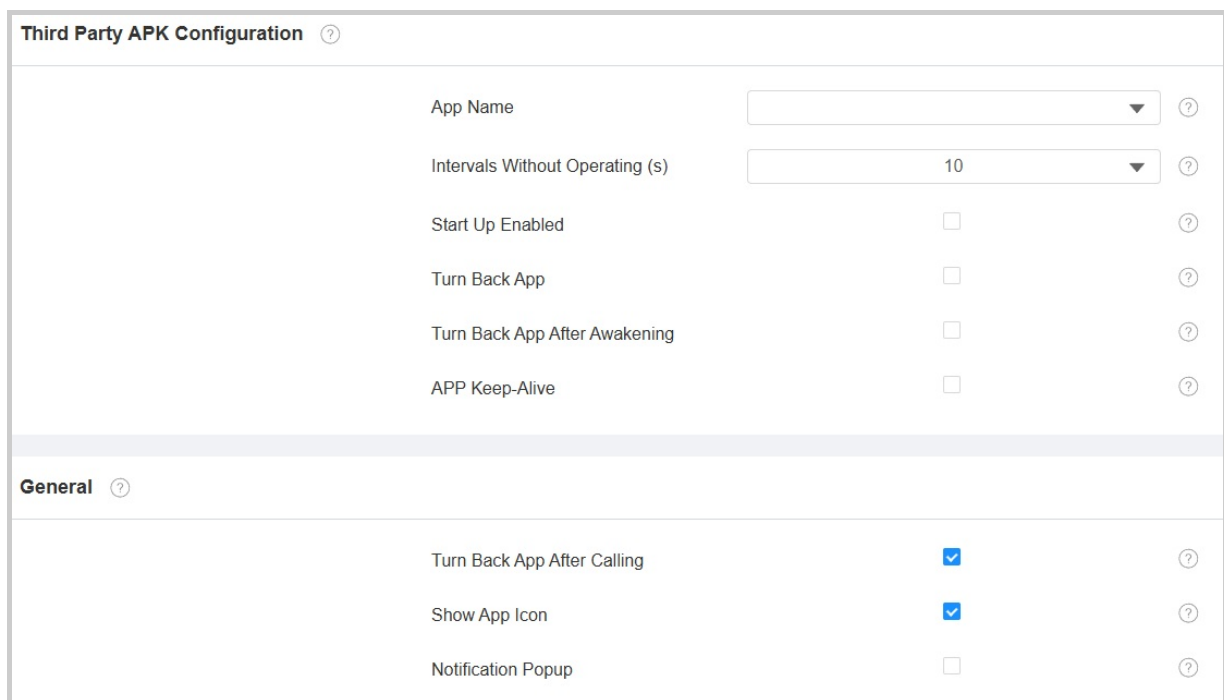 Third Party APK Configuration ?
App Name ?
Intervals Without Operating (s) 10 ?
Start Up Enabled ?
Turn Back App ?
Turn Back App After Awakening ?
APP Keep-Alive ?
General ?
Turn Back App After Calling ?
Show App Icon ?
Notification Popup ?